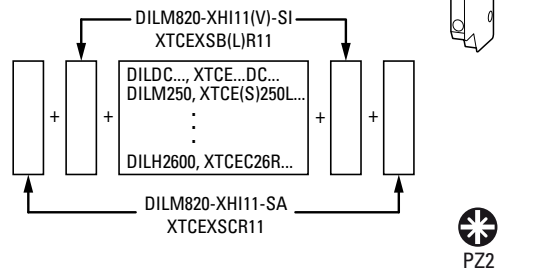 DILM820-XHI11(V)-SI
XTCEXSB(L)R11
DILDC..., XTCE...DC...
DILM250, XTCE(S)250L...
+ + + +
DILH2600, XTCEC26R...
DILM820-XHI11-SA
XTCEXSCR11
PZ2